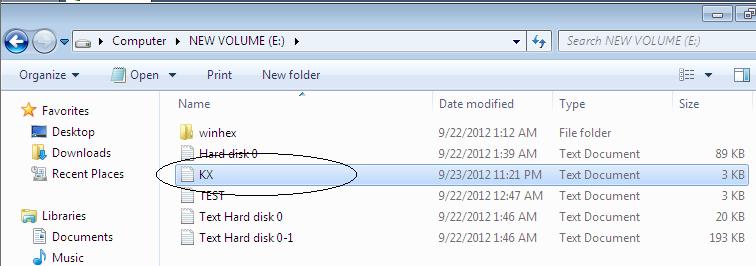 Computer NEW VOLUME (E:) Search NEW VOLUME (E:)
Organize Open Print New folder
Name Date modified Type Size
Favorites
Desktop
Downloads
Recent Places
Libraries
Documents
Music
winhex 9/22/2012 1:12 AM File folder
Hard disk 0 9/22/2012 1:39 AM Text Document 89 KB
KX 9/23/2012 11:21 PM Text Document 3 KB
TEST 9/22/2012 12:47 AM Text Document 3 KB
Text Hard disk 0 9/22/2012 1:46 AM Text Document 20 KB
Text Hard disk 0-1 9/22/2012 1:46 AM Text Document 193 KB